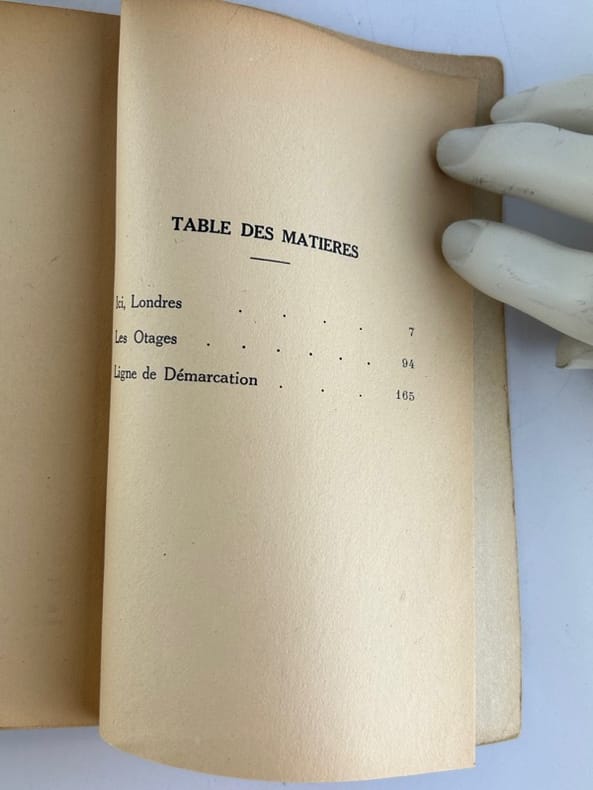 TABLE DES MATIERES
Ici, Londres . . . . 7
Les Otages . . . . . . 94
Ligne de Démarcation . . . 165